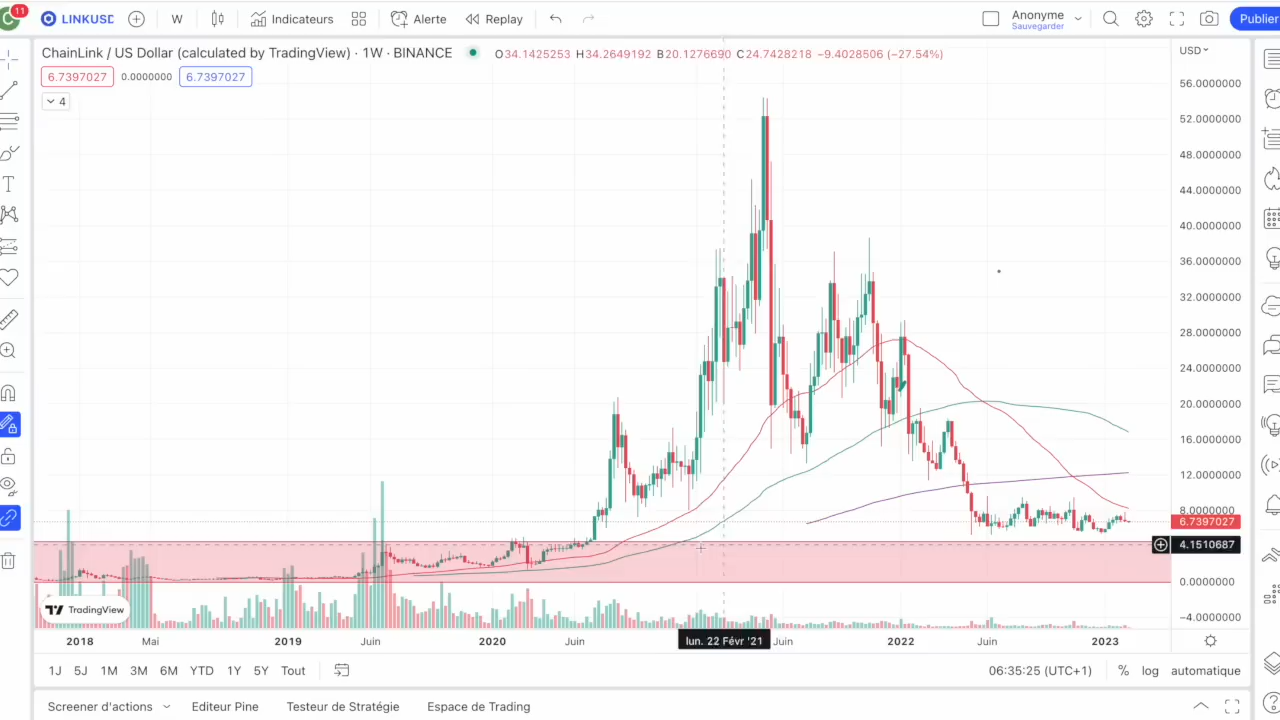 C 11 LINKUSD W Indicateurs Alerte Replay Anonyme Sauvegarder Publier
ChainLink / US Dollar (calculated by TradingView) · 1W · BINANCE O34.1425253 H34.2649192 B20.1276690 C24.7428218 −9.4028506 (−27.54%) USD
6.7397027 0.0000000 6.7397027
4
56.0000000
52.0000000
48.0000000
44.0000000
40.0000000
36.0000000
32.0000000
28.0000000
24.0000000
20.0000000
16.0000000
12.0000000
8.0000000
6.7397027
4.1510687
0.0000000
TradingView
−4.0000000
2018 Mai 2019 Juin 2020 Juin lun. 22 Févr '21 Juin 2022 Juin 2023
1J 5J 1M 3M 6M YTD 1Y 5Y Tout 06:35:25 (UTC+1) % log automatique
Screener d'actions Editeur Pine Testeur de Stratégie Espace de Trading